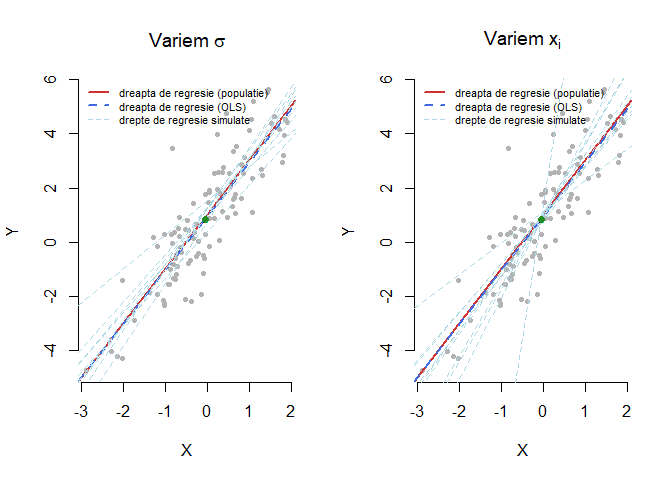 Variem σ
dreapta de regresie (populatie)
dreapta de regresie (OLS)
drepte de regresie simulate
Y
6
4
2
0
-2
-4
-3 -2 -1 0 1 2
X
Variem xi
dreapta de regresie (populatie)
dreapta de regresie (OLS)
drepte de regresie simulate
Y
6
4
2
0
-2
-4
-3 -2 -1 0 1 2
X